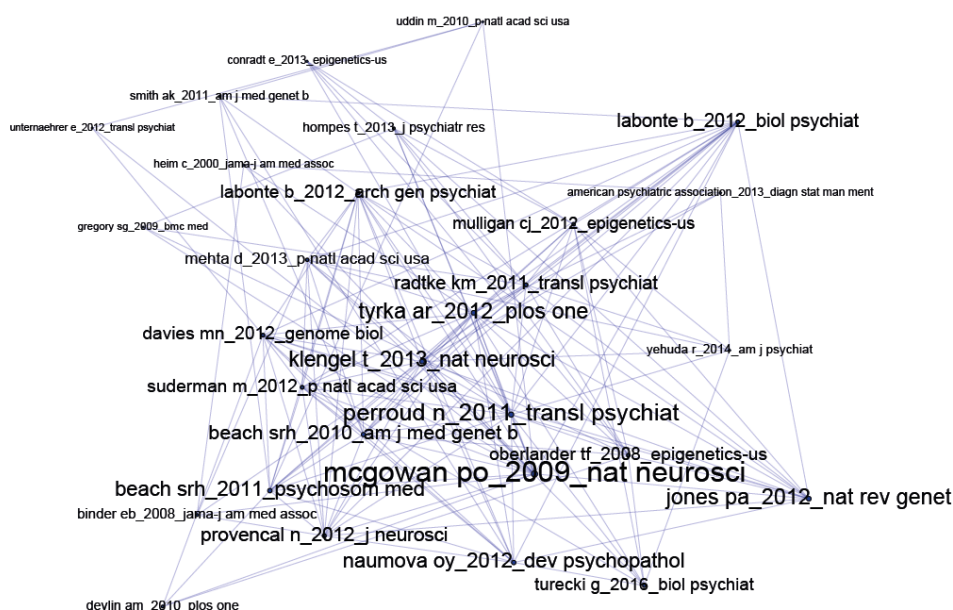 uddin m_2010_p natl acad sci usa
conradt e_2013_epigenetics-us
smith ak_2011_am j med genet b
labonte b_2012_biol psychiat
unternaehrer e_2012_transl psychiat
hompes t_2013_j psychiatr res
heim c_2000_jama-j am med assoc
labonte b_2012_arch gen psychiat
american psychiatric association_2013_diagn stat man ment
gregory sg_2009_bmc med
mulligan cj_2012_epigenetics-us
mehta d_2013_p natl acad sci usa
radtke km_2011_transl psychiat
tyrka ar_2012_plos one
davies mn_2012_genome biol
yehuda r_2014_am j psychiat
klengel t_2013_nat neurosci
suderman m_2012_p natl acad sci usa
perroud n_2011_transl psychiat
beach srh_2010_am j med genet b
oberlander tf_2008_epigenetics-us
mcgowan po_2009_nat neurosci
beach srh_2011_psychosom med
jones pa_2012_nat rev genet
binder eb_2008_jama-j am med assoc
provencal n_2012_j neurosci
naumova oy_2012_dev psychopathol
turecki g_2016_biol psychiat
devlin am_2010_plos one